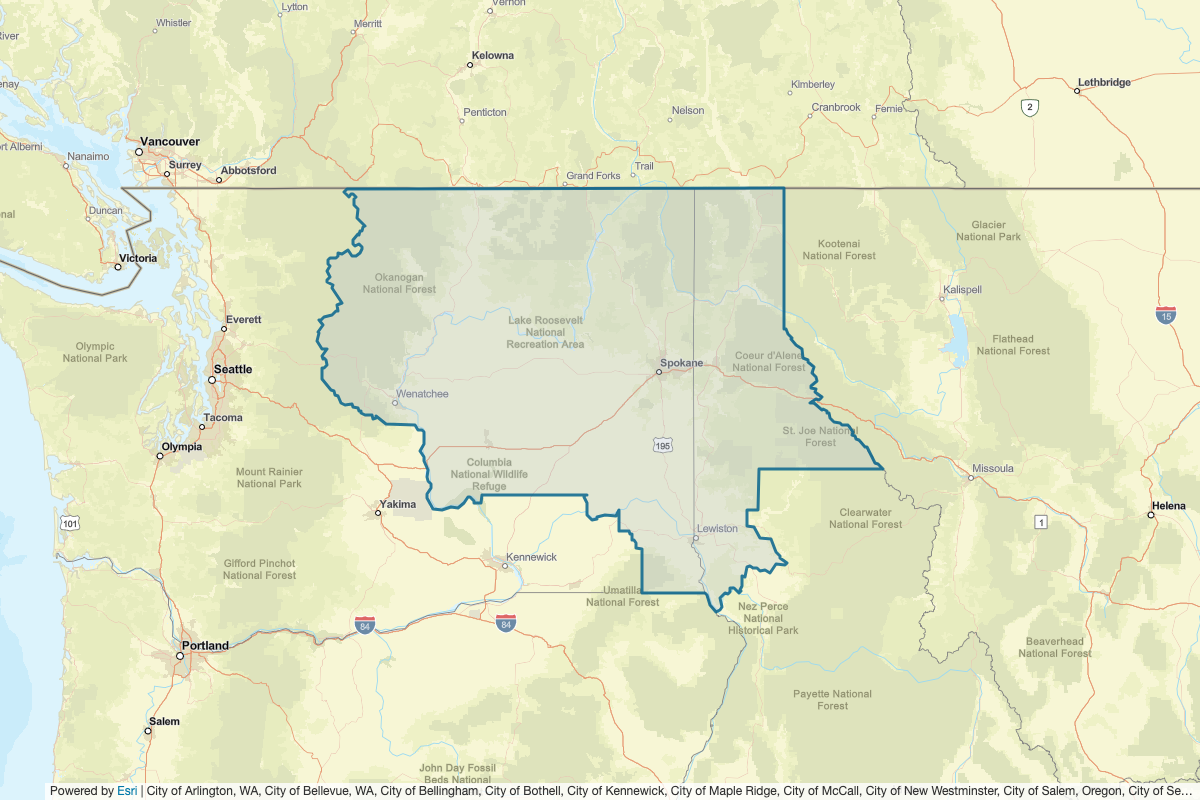 Lytton
Vernon
Whistler
Merritt
River
Kelowna
enay
Kimberley
Lethbridge
Penticton
Nelson
Cranbrook
Fernie
2
Vancouver
rt Alberni
Nanaimo
Surrey
Abbotsford
Trail
Grand Forks
Duncan
nal
Glacier
National Park
Kootenai
National Forest
Victoria
Okanogan
National Forest
Kalispell
Everett
Lake Roosevelt
National
Recreation Area
15
Olympic
National Park
Flathead
National Forest
Seattle
Spokane
Coeur d'Alene
National Forest
Wenatchee
Tacoma
Olympia
195
St. Joe National
Forest
Mount Rainier
National Park
Columbia
National Wildlife
Refuge
Missoula
Yakima
Helena
101
Clearwater
National Forest
1
Lewiston
Kennewick
Gifford Pinchot
National Forest
Umatilla
National Forest
Nez Perce
National
Historical Park
84
84
Portland
Beaverhead
National Forest
Payette National
Forest
Salem
John Day Fossil
Beds National
Powered by Esri | City of Arlington, WA, City of Bellevue, WA, City of Bellingham, City of Bothell, City of Kennewick, City of Maple Ridge, City of McCall, City of New Westminster, City of Salem, Oregon, City of Se...